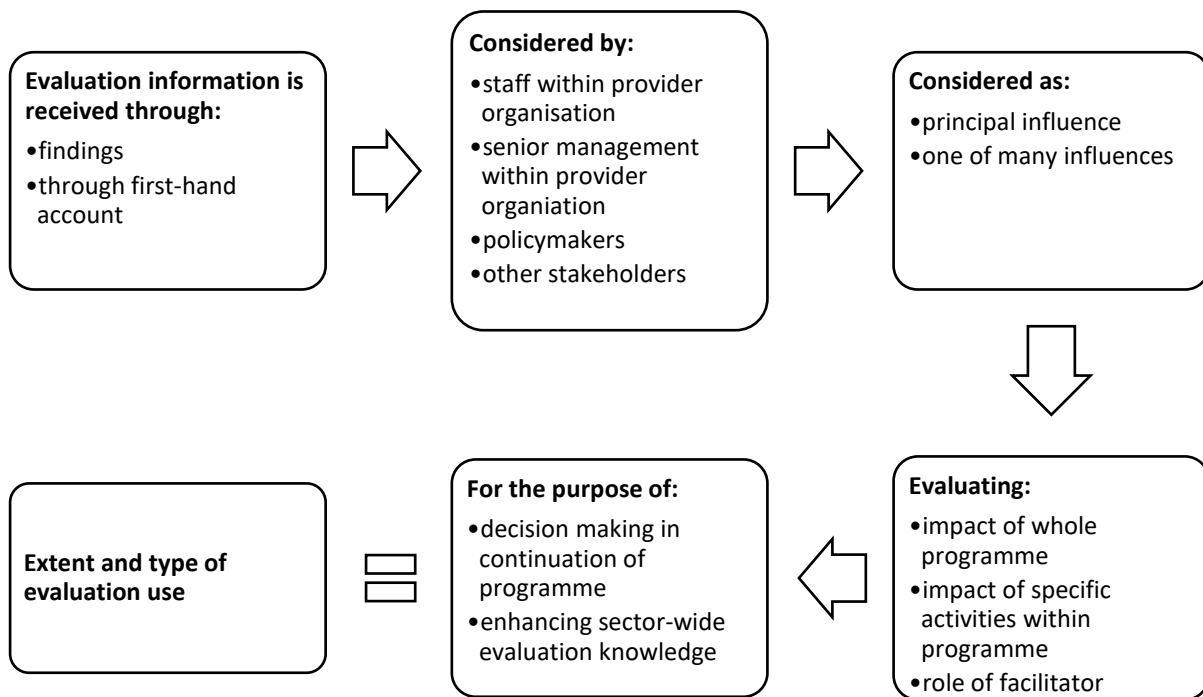 Evaluation information is
received through:
•findings
•through first-hand
account
Considered by:
•staff within provider
organisation
•senior management
within provider
organiation
•policymakers
•other stakeholders
Considered as:
•principal influence
•one of many influences
Evaluating:
•impact of whole
programme
•impact of specific
activities within
programme
•role of facilitator
For the purpose of:
•decision making in
continuation of
programme
•enhancing sector-wide
evaluation knowledge
Extent and type of
evaluation use